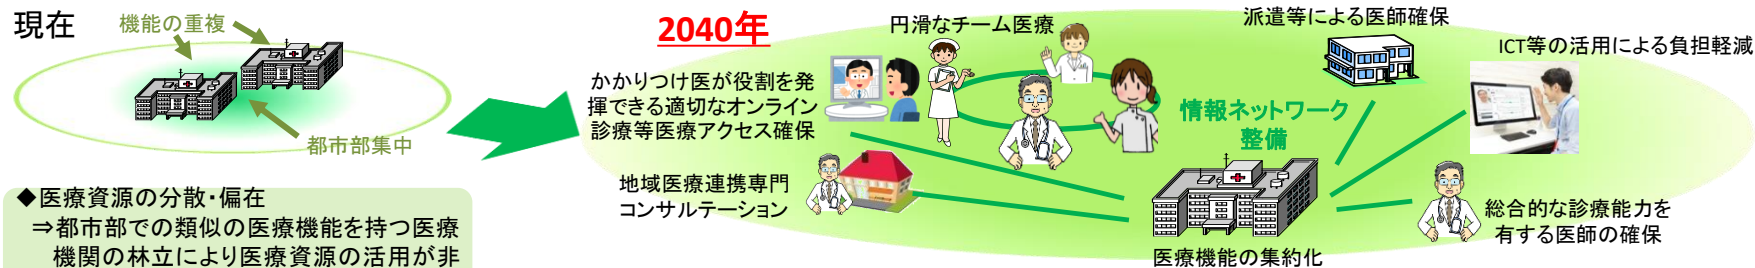 現在
機能の重複
都市部集中
◆医療資源の分散・偏在
⇒都市部での類似の医療機能を持つ医療
機関の林立により医療資源の活用が非
2040年
円滑なチーム医療
派遣等による医師確保
ICT等の活用による負担軽減
かかりつけ医が役割を発
揮できる適切なオンライン
診療等医療アクセス確保
情報ネットワーク
整備
地域医療連携専門
コンサルテーション
総合的な診療能力を
有する医師の確保
医療機能の集約化